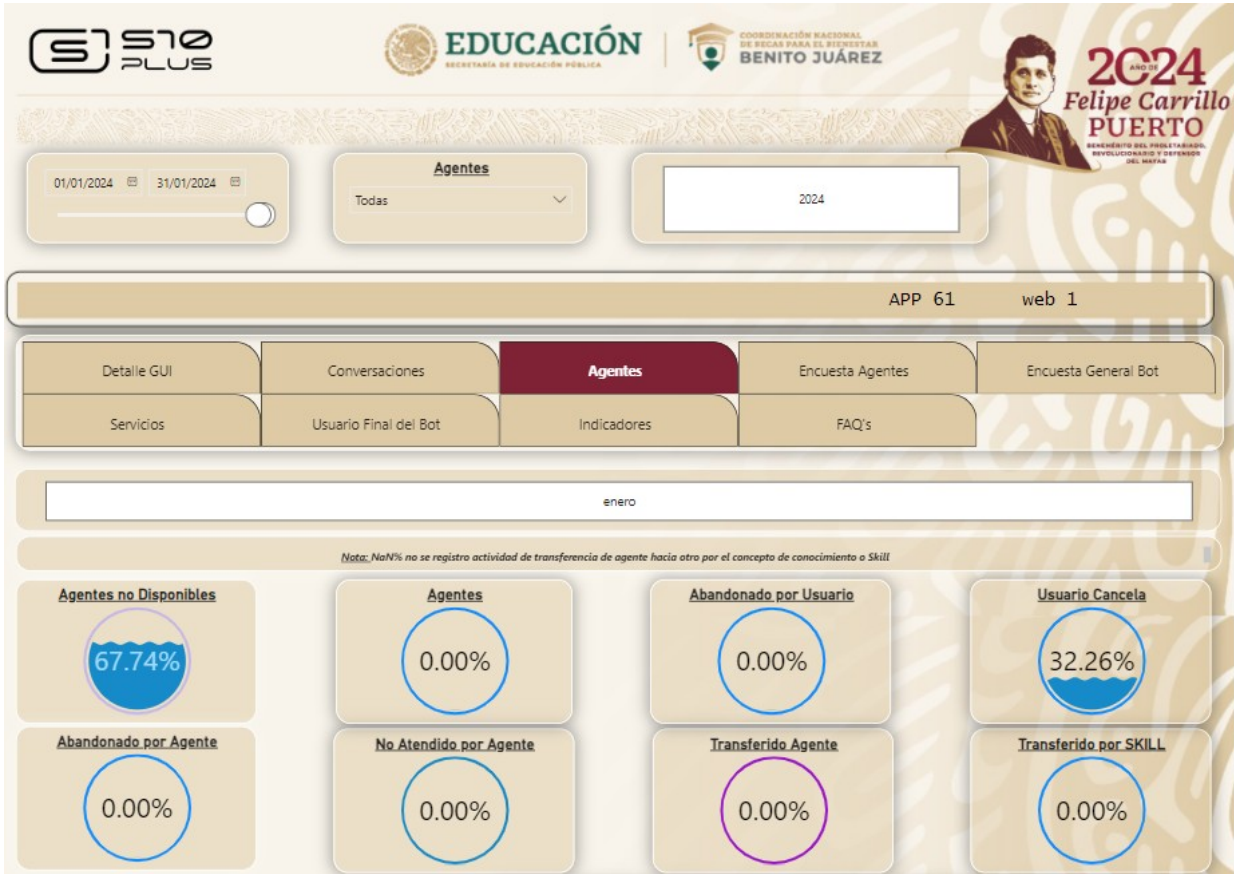 S10
PLUS
EDUCACIÓN
SECRETARÍA DE EDUCACIÓN PÚBLICA
COORDINACIÓN NACIONAL
DE BECAS PARA EL BIENESTAR
BENITO JUÁREZ
2024
AÑO DE
Felipe Carrillo
PUERTO
BENEMÉRITO DEL PROLETARIADO,
REVOLUCIONARIO Y DEFENSOR
DEL MAYAB
01/01/2024 31/01/2024
Agentes
Todas
2024
APP 61 web 1
Detalle GUI Conversaciones Agentes Encuesta Agentes Encuesta General Bot
Servicios Usuario Final del Bot Indicadores FAQ's
enero
Nota: NaN% no se registro actividad de transferencia de agente hacia otro por el concepto de conocimiento o Skill
Agentes no Disponibles Agentes Abandonado por Usuario Usuario Cancela
67.74% 0.00% 0.00% 32.26%
Abandonado por Agente No Atendido por Agente Transferido Agente Transferido por SKILL
0.00% 0.00% 0.00% 0.00%